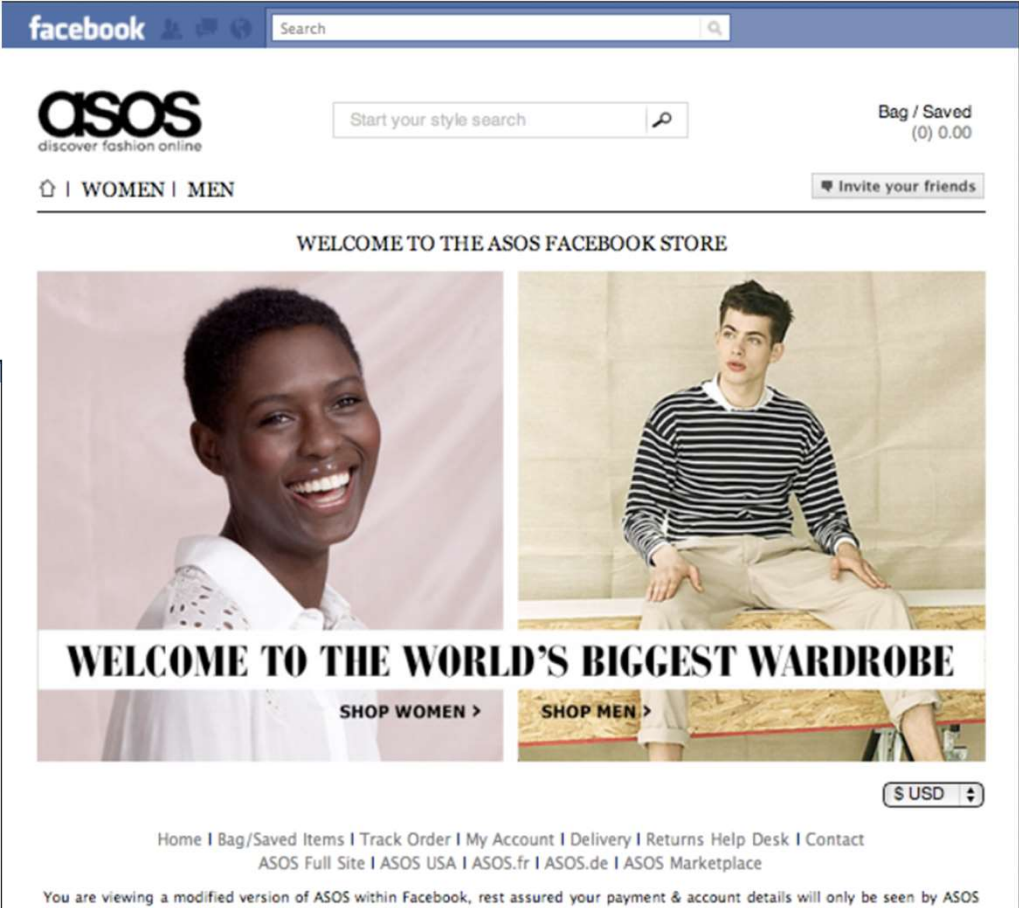 facebook Search
asos
discover fashion online
Start your style search
Bag / Saved
(0) 0.00
WOMEN | MEN
Invite your friends
WELCOME TO THE ASOS FACEBOOK STORE
WELCOME TO THE WORLD'S BIGGEST WARDROBE
SHOP WOMEN > SHOP MEN >
$ USD
Home | Bag/Saved Items | Track Order | My Account | Delivery | Returns Help Desk | Contact
ASOS Full Site | ASOS USA | ASOS.fr | ASOS.de | ASOS Marketplace
You are viewing a modified version of ASOS within Facebook, rest assured your payment & account details will only be seen by ASOS